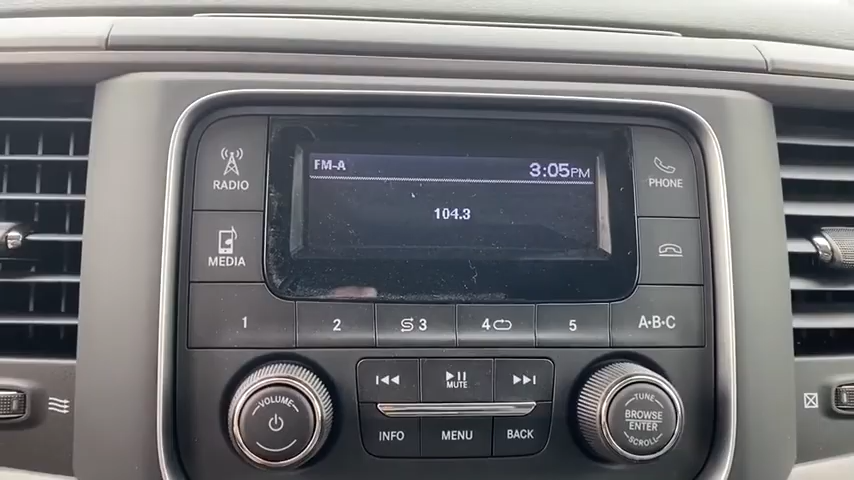 RADIO
FM-A 3:05PM
PHONE
104.3
MEDIA
1 2 3 4 5 A·B·C
VOLUME
MUTE
TUNE
BROWSE
ENTER
SCROLL
INFO MENU BACK